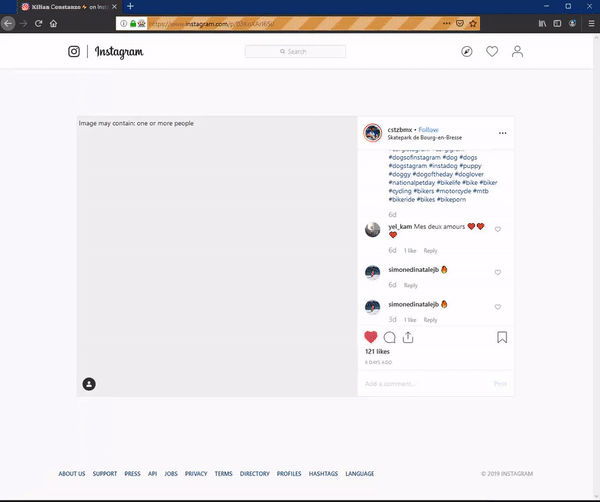 Kilian Constanzo ⚡ on Inst
https://www.instagram.com/p/
Instagram
Search
Image may contain: one or more people
cstzbmx • Follow
Skatepark de Bourg-en-Bresse
#dogsofinstagram #dog #dogs
#dogstagram #instadog #puppy
#doggy #dogoftheday #doglover
#nationalpetday #bikelife #bike #biker
#cycling #bikers #motorcycle #mtb
#bikeride #bikes #bikeporn
6d
yel_kam Mes deux amours ❤️❤️
❤️
6d 1 like Reply
simonedinatalejb 🔥
6d Reply
simonedinatalejb 🔥
3d 1 like Reply
121 likes
6 DAYS AGO
Add a comment... Post
ABOUT US SUPPORT PRESS API JOBS PRIVACY TERMS DIRECTORY PROFILES HASHTAGS LANGUAGE © 2019 INSTAGRAM